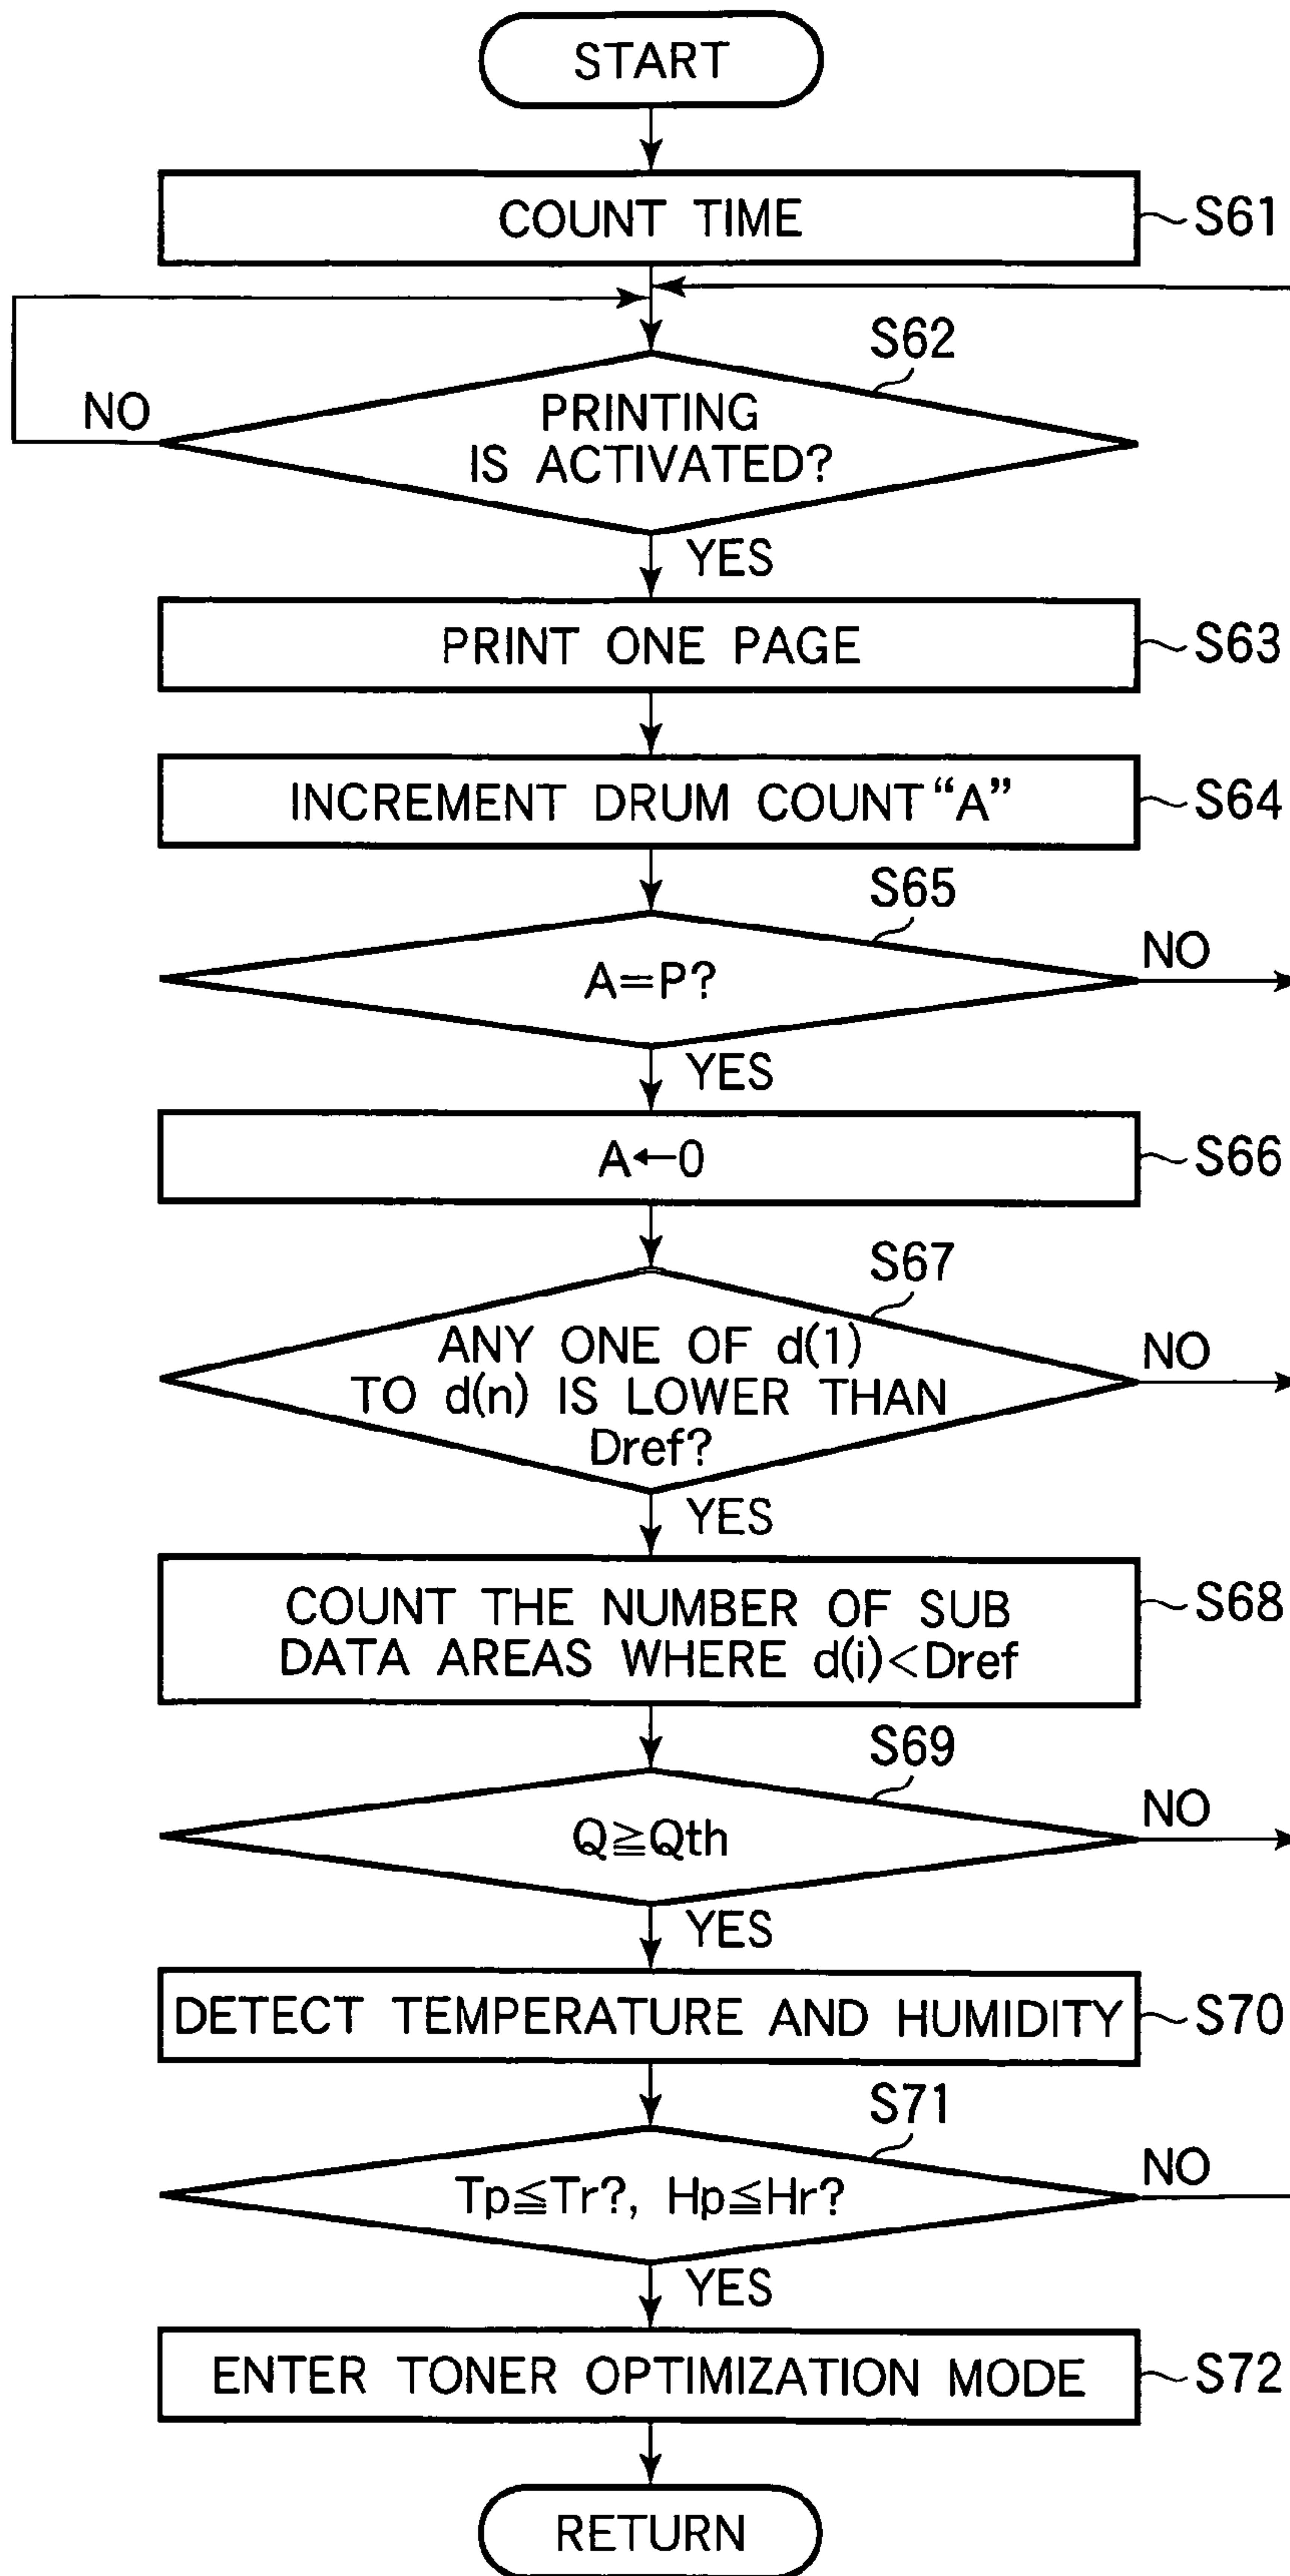 START
COUNT TIME
S61
S62
NO
PRINTING
IS ACTIVATED?
YES
PRINT ONE PAGE
S63
INCREMENT DRUM COUNT “A”
S64
S65
A=P?
NO
YES
A←0
S66
S67
ANY ONE OF d(1)
TO d(n) IS LOWER THAN
Dref?
NO
YES
COUNT THE NUMBER OF SUB
DATA AREAS WHERE d(i)<Dref
S68
S69
Q≧Qth
NO
YES
DETECT TEMPERATURE AND HUMIDITY
S70
S71
Tp≦Tr?, Hp≦Hr?
NO
YES
ENTER TONER OPTIMIZATION MODE
S72
RETURN